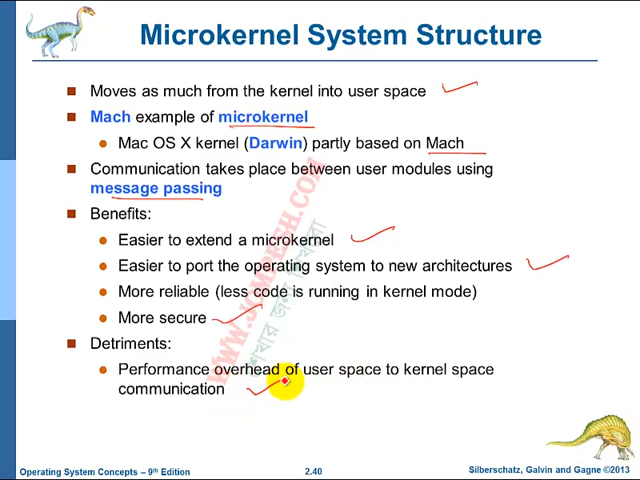 Microkernel System Structure
Moves as much from the kernel into user space
Mach example of microkernel
Mac OS X kernel (Darwin) partly based on Mach
Communication takes place between user modules using
message passing
Benefits:
Easier to extend a microkernel
Easier to port the operating system to new architectures
More reliable (less code is running in kernel mode)
More secure
Detriments:
Performance overhead of user space to kernel space
communication
Operating System Concepts – 9th Edition
2.40
Silberschatz, Galvin and Gagne ©2013